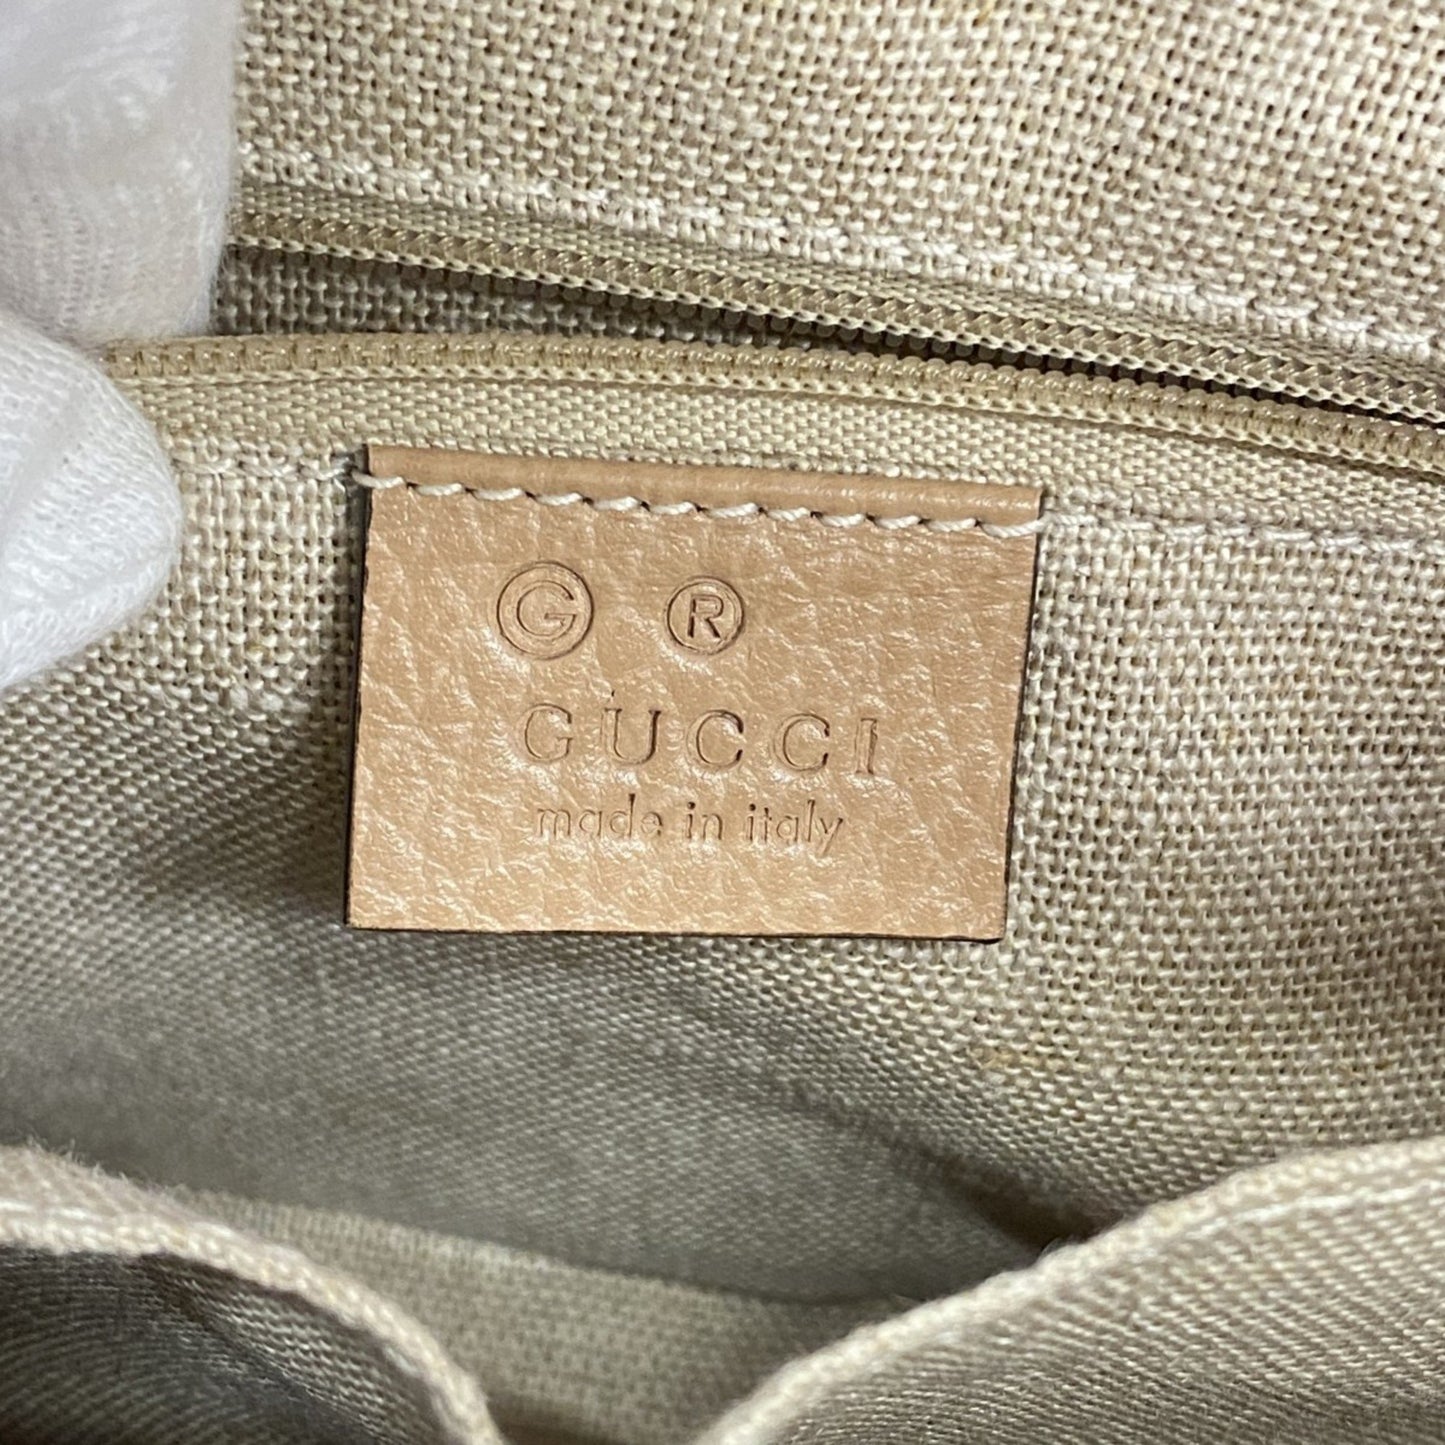 Ⓖ ®
GUCCI
made in italy